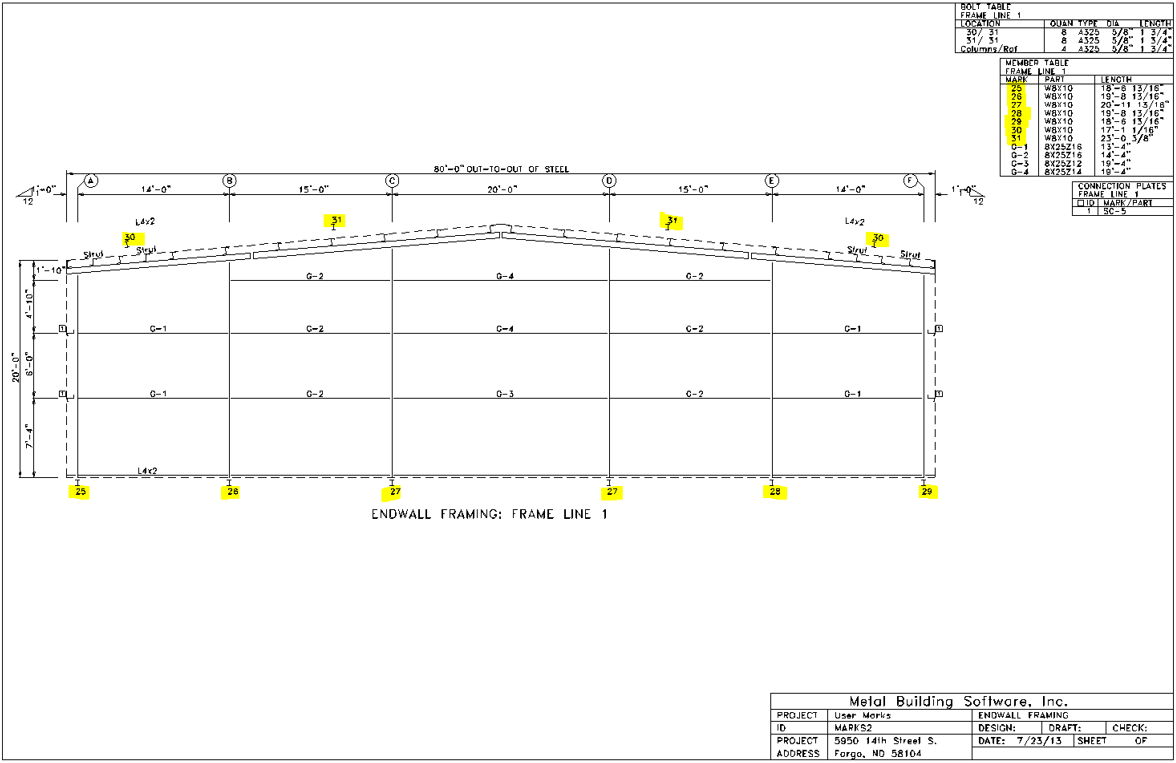 BOLT TABLE
FRAME LINE 1
LOCATION QUAN TYPE DIA LENGTH
30/ 31 8 A325 5/8" 1 3/4"
31/ 31 8 A325 5/8" 1 3/4"
Columns/Raf 4 A325 5/8" 1 3/4"
MEMBER TABLE
FRAME LINE 1
MARK PART LENGTH
25 W8X10 18'-6 13/16"
26 W8X10 19'-8 13/16"
27 W8X10 20'-11 13/16"
28 W8X10 19'-8 13/16"
29 W8X10 18'-6 13/16"
30 W8X10 17'-1 1/16"
31 W8X10 23'-0 3/8"
G-1 8X25Z16 13'-4"
G-2 8X25Z16 14'-4"
G-3 8X25Z12 19'-4"
G-4 8X25Z14 19'-4"
CONNECTION PLATES
FRAME LINE 1
ID MARK/PART
1 SC-5
80'-0" OUT-TO-OUT OF STEEL
A B C D E F
1 12 1'-0" 14'-0" 15'-0" 20'-0" 15'-0" 14'-0" 1'-0" 1 12
L4x2 31 31 L4x2
30 30
Strut Strut Strut Strut
1'-10"
G-2 G-4 G-2
4'-10"
1 G-1 G-2 G-4 G-2 G-1 1
20'-0" 6'-0"
1 G-1 G-2 G-3 G-2 G-1 1
7'-4"
L4x2
25 26 27 27 28 29
ENDWALL FRAMING: FRAME LINE 1
Metal Building Software, Inc.
PROJECT User Marks ENDWALL FRAMING
ID MARKS2 DESIGN: DRAFT: CHECK:
PROJECT 5950 14th Street S. DATE: 7/23/13 SHEET OF
ADDRESS Fargo, ND 58104